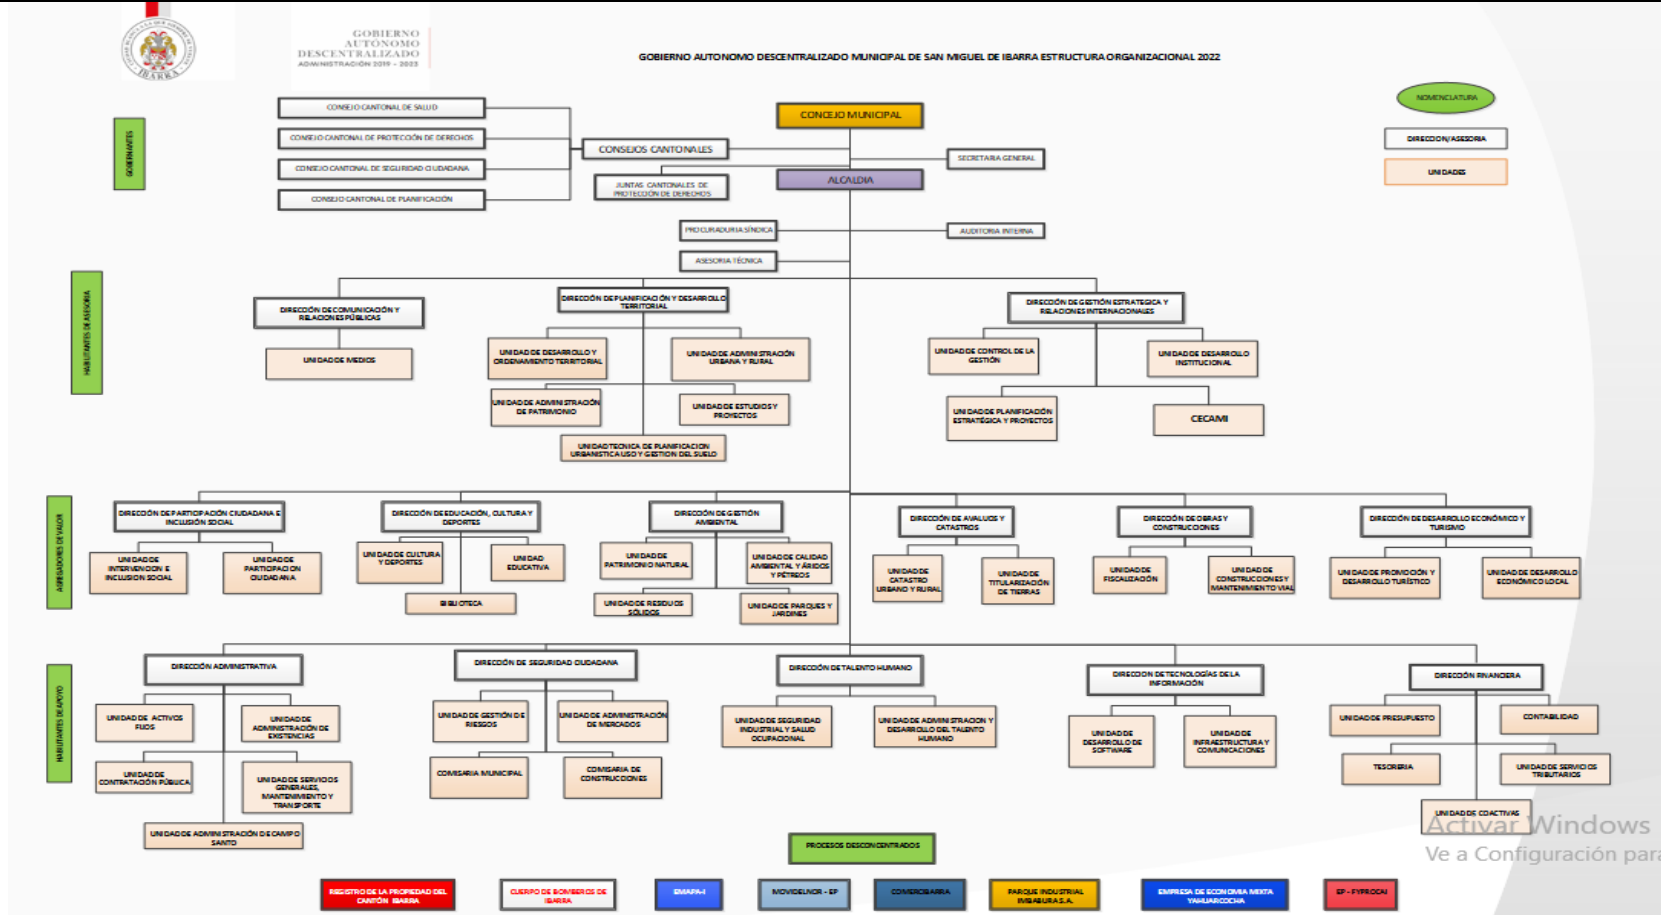 GOBIERNO
AUTÓNOMO
DESCENTRALIZADO
ADMINISTRACIÓN 2019 - 2023
IBARRA
GOBIERNO AUTONOMO DESCENTRALIZADO MUNICIPAL DE SAN MIGUEL DE IBARRA ESTRUCTURA ORGANIZACIONAL 2022
NOMENCLATURA
DIRECCION/ASESORIA
UNIDADES
GOBERNANTES
CONSEJO CANTONAL DE SALUD
CONSEJO CANTONAL DE PROTECCIÓN DE DERECHOS
CONSEJO CANTONAL DE SEGURIDAD CIUDADANA
CONSEJO CANTONAL DE PLANIFICACIÓN
CONSEJOS CANTONALES
JUNTAS CANTONALES DE
PROTECCIÓN DE DERECHOS
CONCEJO MUNICIPAL
SECRETARIA GENERAL
ALCALDIA
PROCURADURIA SÍNDICA
AUDITORIA INTERNA
ASESORIA TÉCNICA
HABILITANTES DE ASESORIA
DIRECCIÓN DE COMUNICACIÓN Y
RELACIONES PÚBLICAS
UNIDAD DE MEDIOS
DIRECCIÓN DE PLANIFICACIÓN Y DESARROLLO
TERRITORIAL
UNIDAD DE DESARROLLO Y
ORDENAMIENTO TERRITORIAL
UNIDAD DE ADMINISTRACIÓN
URBANA Y RURAL
UNIDAD DE ADMINISTRACIÓN
DE PATRIMONIO
UNIDAD DE ESTUDIOS Y
PROYECTOS
UNIDAD TECNICA DE PLANIFICACION
URBANISTICA USO Y GESTION DEL SUELO
DIRECCIÓN DE GESTIÓN ESTRATEGICA Y
RELACIONES INTERNACIONALES
UNIDAD DE CONTROL DE LA
GESTIÓN
UNIDAD DE DESARROLLO
INSTITUCIONAL
UNIDAD DE PLANIFICACIÓN
ESTRATÉGICA Y PROYECTOS
CECAMI
AGREGADORES DE VALOR
DIRECCIÓN DE PARTICIPACIÓN CIUDADANA E
INCLUSIÓN SOCIAL
UNIDAD DE
INTERVENCION E
INCLUSION SOCIAL
UNIDAD DE
PARTICIPACION
CIUDADANA
DIRECCIÓN DE EDUCACIÓN, CULTURA Y
DEPORTES
UNIDAD DE CULTURA
Y DEPORTES
UNIDAD
EDUCATIVA
BIBLIOTECA
DIRECCIÓN DE GESTIÓN
AMBIENTAL
UNIDAD DE
PATRIMONIO NATURAL
UNIDAD DE CALIDAD
AMBIENTAL Y ÁRIDOS
Y PÉTREOS
UNIDAD DE RESIDUOS
SÓLIDOS
UNIDAD DE PARQUES Y
JARDINES
DIRECCIÓN DE AVALUOS Y
CATASTROS
UNIDAD DE
CATASTRO
URBANO Y RURAL
UNIDAD DE
TITULARIZACIÓN
DE TIERRAS
DIRECCIÓN DE OBRAS Y
CONSTRUCCIONES
UNIDAD DE
FISCALIZACIÓN
UNIDAD DE
CONSTRUCCIONES Y
MANTENIMIENTO VIAL
DIRECCIÓN DE DESARROLLO ECONÓMICO Y
TURISMO
UNIDAD DE PROMOCIÓN Y
DESARROLLO TURÍSTICO
UNIDAD DE DESARROLLO
ECONÓMICO LOCAL
HABILITANTES DE APOYO
DIRECCIÓN ADMINISTRATIVA
UNIDAD DE ACTIVOS
FIJOS
UNIDAD DE
ADMINISTRACIÓN DE
EXISTENCIAS
UNIDAD DE
CONTRATACIÓN PÚBLICA
UNIDAD DE SERVICIOS
GENERALES,
MANTENIMIENTO Y
TRANSPORTE
UNIDAD DE ADMINISTRACIÓN DE CAMPO
SANTO
DIRECCIÓN DE SEGURIDAD CIUDADANA
UNIDAD DE GESTIÓN DE
RIESGOS
UNIDAD DE ADMINISTRACIÓN
DE MERCADOS
COMISARIA MUNICIPAL
COMISARIA DE
CONSTRUCCIONES
DIRECCIÓN DE TALENTO HUMANO
UNIDAD DE SEGURIDAD
INDUSTRIAL Y SALUD
OCUPACIONAL
UNIDAD DE ADMINISTRACION Y
DESARROLLO DEL TALENTO
HUMANO
DIRECCION DE TECNOLOGÍAS DE LA
INFORMACIÓN
UNIDAD DE
DESARROLLO DE
SOFTWARE
UNIDAD DE
INFRAESTRUCTURA Y
COMUNICACIONES
DIRECCIÓN FINANCIERA
UNIDAD DE PRESUPUESTO
CONTABILIDAD
TESORERIA
UNIDAD DE SERVICIOS
TRIBUTARIOS
UNIDAD DE COACTIVAS
Activar Windows
Ve a Configuración para
PROCESOS DESCONCENTRADOS
REGISTRO DE LA PROPIEDAD DEL
CANTÓN IBARRA
CUERPO DE BOMBEROS DE
IBARRA
EMAPA-I
MOVIDELNOR - EP
COMERCIBARRA
PARQUE INDUSTRIAL
IMBABURA S.A.
EMPRESA DE ECONOMIA MIXTA
YAHUARCOCHA
EP - FYPROCAI